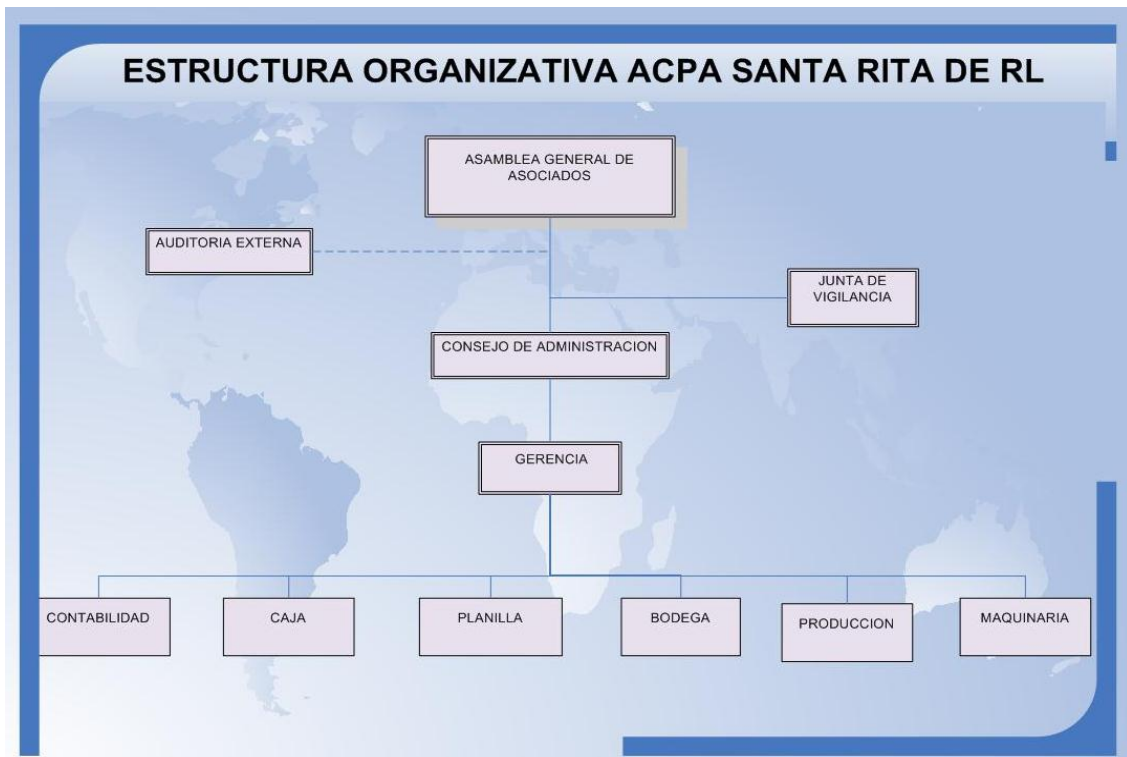 ESTRUCTURA ORGANIZATIVA ACPA SANTA RITA DE RL
ASAMBLEA GENERAL DE
ASOCIADOS
AUDITORIA EXTERNA
JUNTA DE
VIGILANCIA
CONSEJO DE ADMINISTRACION
GERENCIA
CONTABILIDAD
CAJA
PLANILLA
BODEGA
PRODUCCION
MAQUINARIA